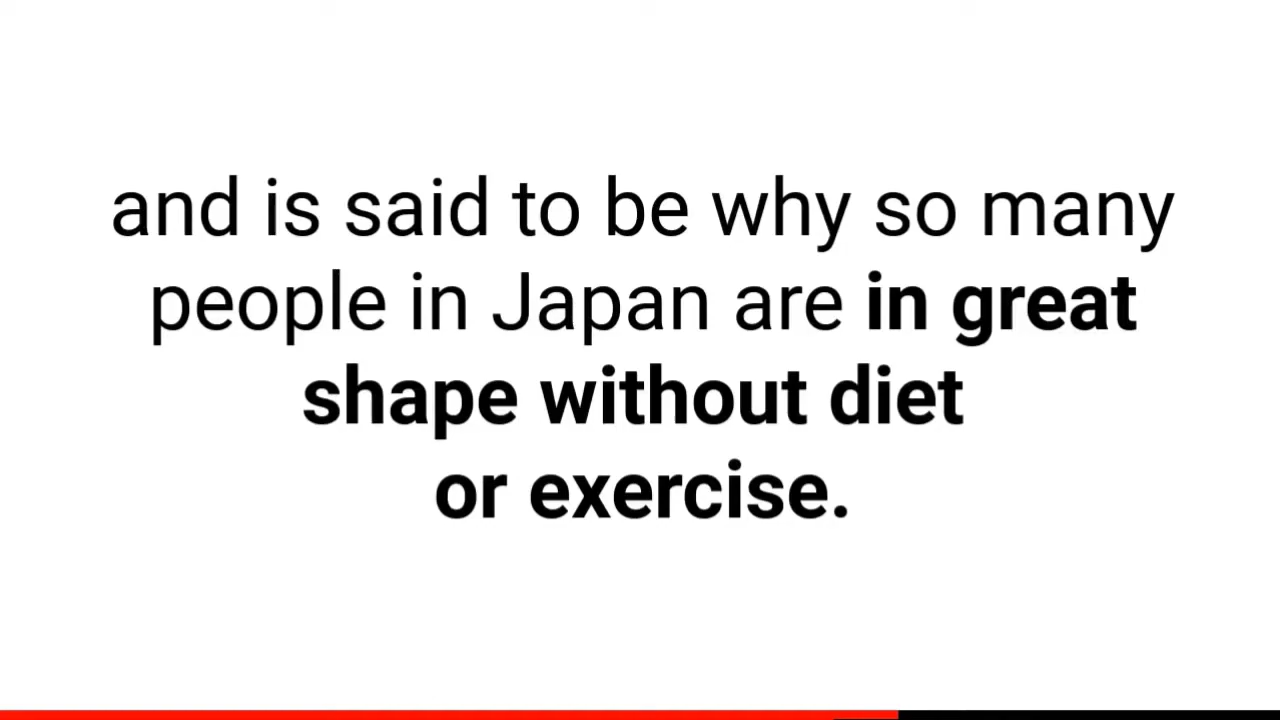 and is said to be why so many
people in Japan are in great
shape without diet
or exercise.